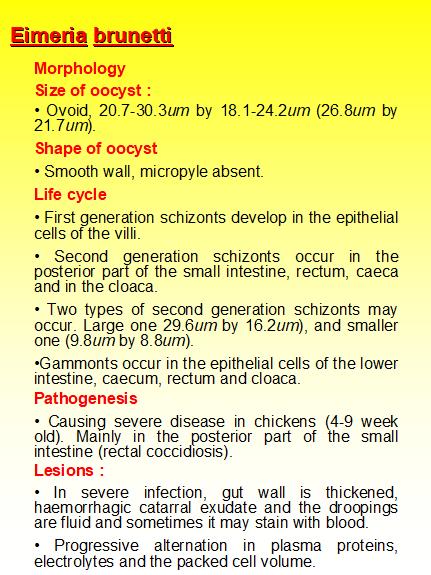 Eimeria brunetti
Morphology
Size of oocyst :
• Ovoid, 20.7-30.3um by 18.1-24.2um (26.8um by
21.7um).
Shape of oocyst
• Smooth wall, micropyle absent.
Life cycle
• First generation schizonts develop in the epithelial
cells of the villi.
• Second generation schizonts occur in the
posterior part of the small intestine, rectum, caeca
and in the cloaca.
• Two types of second generation schizonts may
occur. Large one 29.6um by 16.2um), and smaller
one (9.8um by 8.8um).
•Gammonts occur in the epithelial cells of the lower
intestine, caecum, rectum and cloaca.
Pathogenesis
• Causing severe disease in chickens (4-9 week
old). Mainly in the posterior part of the small
intestine (rectal coccidiosis).
Lesions :
• In severe infection, gut wall is thickened,
haemorrhagic catarral exudate and the droopings
are fluid and sometimes it may stain with blood.
• Progressive alternation in plasma proteins,
electrolytes and the packed cell volume.